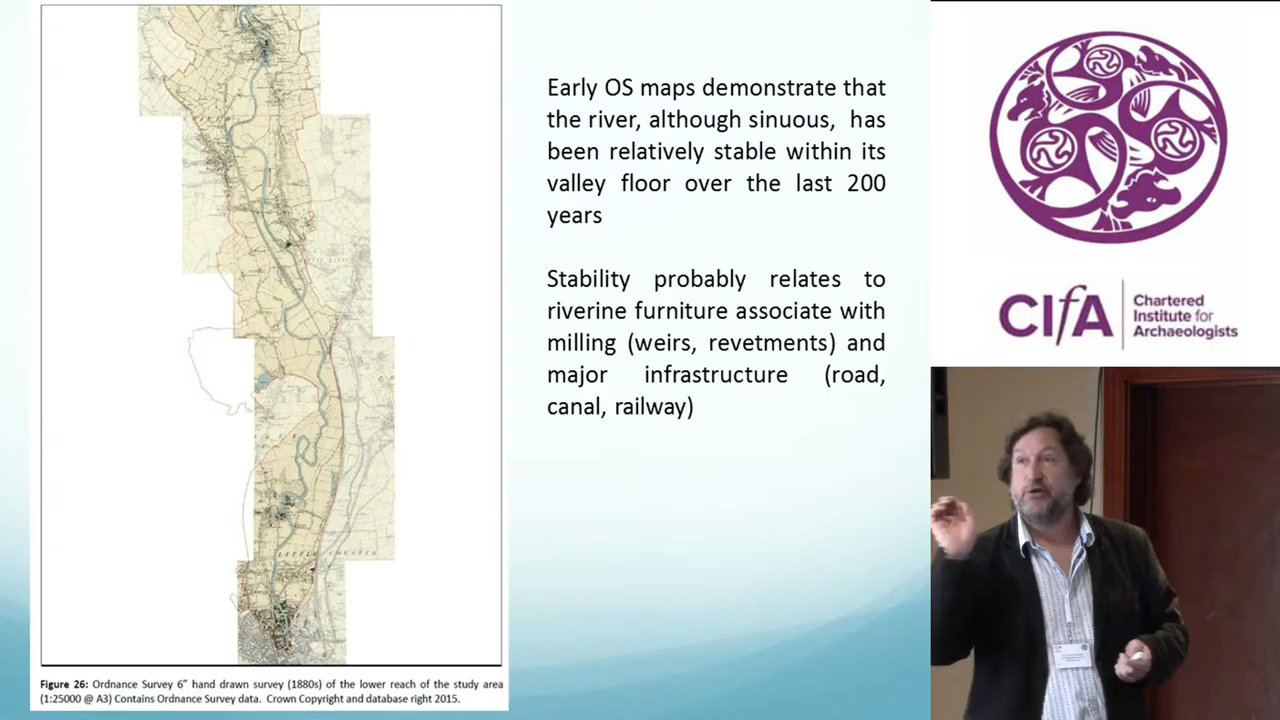 Early OS maps demonstrate that
the river, although sinuous, has
been relatively stable within its
valley floor over the last 200
years
Stability probably relates to
riverine furniture associate with
milling (weirs, revetments) and
major infrastructure (road,
canal, railway)
LITTLE CHESTER
Figure 26: Ordnance Survey 6" hand drawn survey (1880s) of the lower reach of the study area
(1:25000 @ A3) Contains Ordnance Survey data. Crown Copyright and database right 2015.
CIfA
Chartered
Institute for
Archaeologists